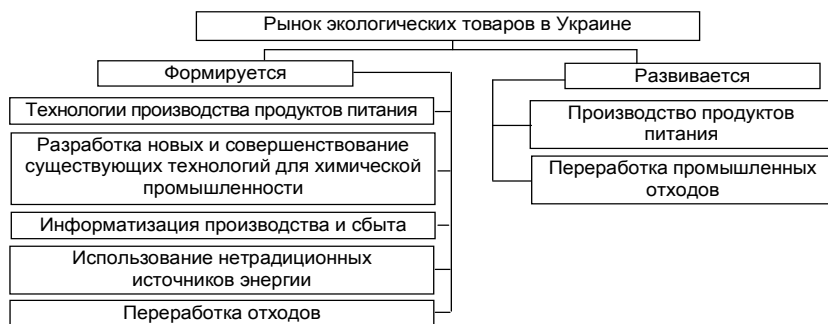 Рынок экологических товаров в Украине
Формируется
Технологии производства продуктов питания
Разработка новых и совершенствование
существующих технологий для химической
промышленности
Информатизация производства и сбыта
Использование нетрадиционных
источников энергии
Переработка отходов
Развивается
Производство продуктов
питания
Переработка промышленных
отходов